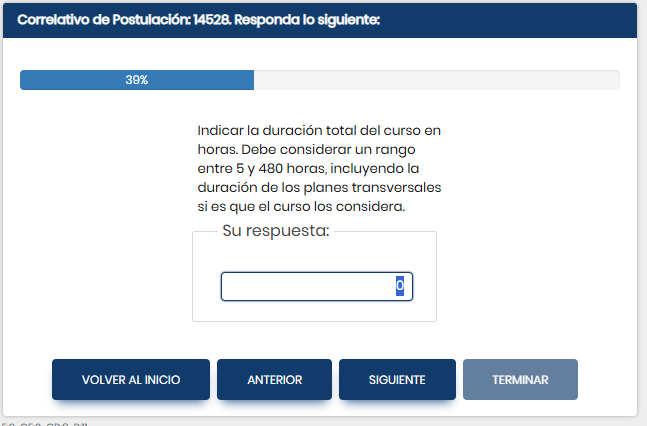 Correlativo de Postulación: 14528. Responda lo siguiente:
39%
Indicar la duración total del curso en
horas. Debe considerar un rango
entre 5 y 480 horas, incluyendo la
duración de los planes transversales
si es que el curso los considera.
Su respuesta:
0
VOLVER AL INICIO ANTERIOR SIGUIENTE TERMINAR